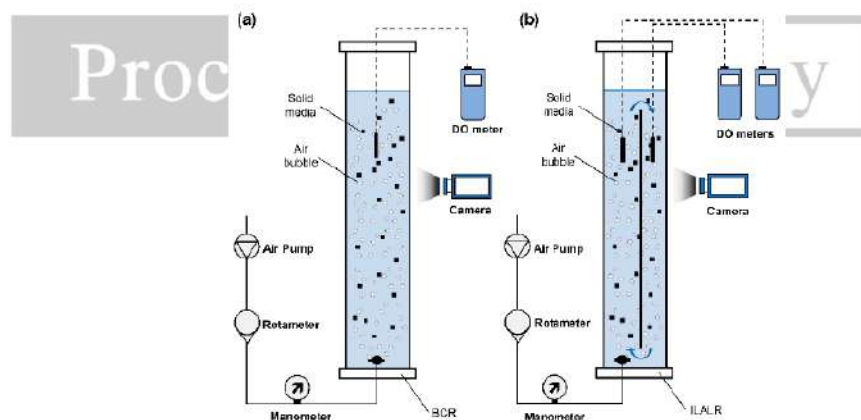 (a)
Proc
Solid
media
DO meter
Air
bubble
Camera
Air Pump
Rotameter
Manometer
BCR
(b)
y
Solid
media
DO meters
Air
bubble
Camera
Air Pump
Rotameter
Manometer
ILALR